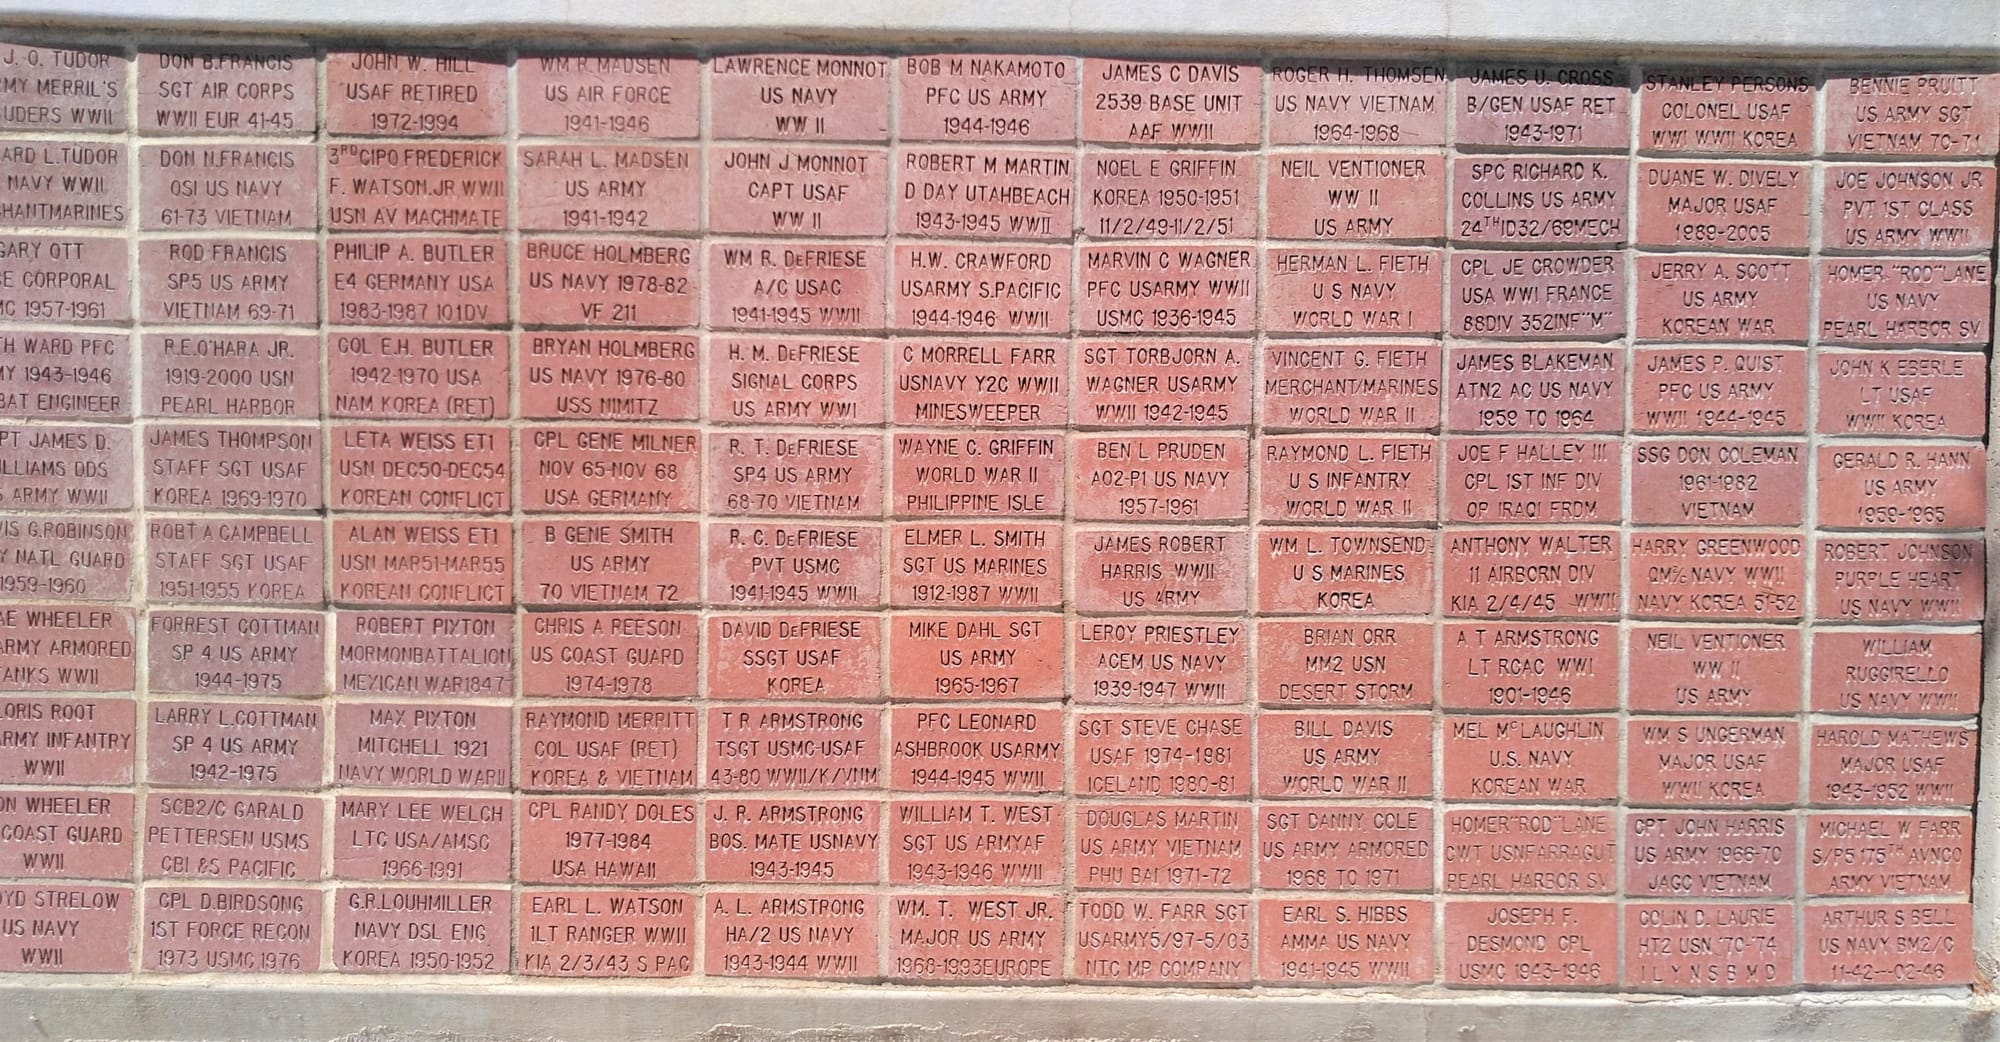 J. O. TUDOR
MY MERRIL'S
UDERS WWII
DON B.FRANCIS
SGT AIR CORPS
WWII EUR 41-45
JOHN W. HILL
USAF RETIRED
1972-1994
WM R. MADSEN
US AIR FORCE
1941-1946
LAWRENCE MONNOT
US NAVY
WW II
BOB M NAKAMOTO
PFC US ARMY
1944-1946
JAMES C DAVIS
2539 BASE UNIT
AAF WWII
ROGER H. THOMSEN
US NAVY VIETNAM
1964-1968
JAMES U. CROSS
B/GEN USAF RET
1943-1971
STANLEY PERSONS
COLONEL USAF
WWI WWII KOREA
BENNIE PRUITT
US ARMY SGT
VIETNAM 70-71
ARD L.TUDOR
NAVY WWII
HANTMARINES
DON N.FRANCIS
OSI US NAVY
61-73 VIETNAM
3RD CIPO FREDERICK
F. WATSON.JR WWII
USN AV MACHMATE
SARAH L. MADSEN
US ARMY
1941-1942
JOHN J MONNOT
CAPT USAF
WW II
ROBERT M MARTIN
D DAY UTAHBEACH
1943-1945 WWII
NOEL E GRIFFIN
KOREA 1950-1951
11/2/49-11/2/51
NEIL VENTIONER
WW II
US ARMY
SPC RICHARD K.
COLLINS US ARMY
24TH ID32/69MECH
DUANE W. DIVELY
MAJOR USAF
1989-2005
JOE JOHNSON JR
PVT 1ST CLASS
US ARMY WWII
GARY OTT
CE CORPORAL
MC 1957-1961
ROD FRANCIS
SP5 US ARMY
VIETNAM 69-71
PHILIP A. BUTLER
E4 GERMANY USA
1983-1987 101DV
BRUCE HOLMBERG
US NAVY 1978-82
VF 211
WM R. DeFRIESE
A/C USAC
1941-1945 WWII
H.W. CRAWFORD
USARMY S.PACIFIC
1944-1946 WWII
MARVIN C WAGNER
PFC USARMY WWII
USMC 1936-1945
HERMAN L. FIETH
U S NAVY
WORLD WAR I
CPL JE CROWDER
USA WWI FRANCE
88DIV 352INF"M"
JERRY A. SCOTT
US ARMY
KOREAN WAR
HOMER "ROD"LANE
US NAVY
PEARL HARBOR SV
TH WARD PFC
MY 1943-1946
BAT ENGINEER
R.E.O'HARA JR.
1919-2000 USN
PEARL HARBOR
COL E.H. BUTLER
1942-1970 USA
NAM KOREA (RET)
BRYAN HOLMBERG
US NAVY 1976-80
USS NIMITZ
H. M. DeFRIESE
SIGNAL CORPS
US ARMY WWI
C MORRELL FARR
USNAVY Y2C WWII
MINESWEEPER
SGT TORBJORN A.
WAGNER USARMY
WWII 1942-1945
VINCENT G. FIETH
MERCHANT/MARINES
WORLD WAR II
JAMES BLAKEMAN
ATN2 AC US NAVY
1959 TO 1964
JAMES P. QUIST
PFC US ARMY
WWII 1944-1945
JOHN K EBERLE
LT USAF
WWII KOREA
PT JAMES D.
LLIAMS DDS
S ARMY WWII
JAMES THOMPSON
STAFF SGT USAF
KOREA 1969-1970
LETA WEISS ET1
USN DEC50-DEC54
KOREAN CONFLICT
CPL GENE MILNER
NOV 65-NOV 68
USA GERMANY
R. T. DeFRIESE
SP4 US ARMY
68-70 VIETNAM
WAYNE C. GRIFFIN
WORLD WAR II
PHILIPPINE ISLE
BEN L PRUDEN
AO2-P1 US NAVY
1957-1961
RAYMOND L. FIETH
U S INFANTRY
WORLD WAR II
JOE F HALLEY III
CPL 1ST INF DIV
OP IRAQI FRDM
SSG DON COLEMAN
1961-1982
VIETNAM
GERALD R. HANN
US ARMY
1959-1965
VIS G.ROBINSON
Y NATL GUARD
1959-1960
ROBT A CAMPBELL
STAFF SGT USAF
1951-1955 KOREA
ALAN WEISS ET1
USN MAR51-MAR55
KOREAN CONFLICT
B GENE SMITH
US ARMY
70 VIETNAM 72
R. C. DeFRIESE
PVT USMC
1941-1945 WWII
ELMER L. SMITH
SGT US MARINES
1912-1987 WWII
JAMES ROBERT
HARRIS WWII
US ARMY
WM L. TOWNSEND
U S MARINES
KOREA
ANTHONY WALTER
11 AIRBORN DIV
KIA 2/4/45 WWII
HARRY GREENWOOD
QM2/c NAVY WWII
NAVY KOREA 51-52
ROBERT JOHNSON
PURPLE HEART
US NAVY WWII
AE WHEELER
ARMY ARMORED
TANKS WWII
FORREST COTTMAN
SP 4 US ARMY
1944-1975
ROBERT PIXTON
MORMONBATTALION
MEXICAN WAR1847
CHRIS A REESON
US COAST GUARD
1974-1978
DAVID DeFRIESE
SSGT USAF
KOREA
MIKE DAHL SGT
US ARMY
1965-1967
LEROY PRIESTLEY
ACEM US NAVY
1939-1947 WWII
BRIAN ORR
MM2 USN
DESERT STORM
A T ARMSTRONG
LT RCAC WWI
1901-1946
NEIL VENTIONER
WW II
US ARMY
WILLIAM
RUGGIRELLO
US NAVY WWII
LORIS ROOT
ARMY INFANTRY
WWII
LARRY L.COTTMAN
SP 4 US ARMY
1942-1975
MAX PIXTON
MITCHELL 1921
NAVY WORLD WARII
RAYMOND MERRITT
COL USAF (RET)
KOREA & VIETNAM
T R ARMSTRONG
TSGT USMC-USAF
43-80 WWII/K/VNM
PFC LEONARD
ASHBROOK USARMY
1944-1945 WWII
SGT STEVE CHASE
USAF 1974-1981
ICELAND 1980-81
BILL DAVIS
US ARMY
WORLD WAR II
MEL McLAUGHLIN
U.S. NAVY
KOREAN WAR
WM S UNGERMAN
MAJOR USAF
WWII KOREA
HAROLD MATHEWS
MAJOR USAF
1943-1952 WWII
ON WHEELER
COAST GUARD
WWII
SCB2/C GARALD
PETTERSEN USMS
CBI &S PACIFIC
MARY LEE WELCH
LTC USA/AMSC
1966-1991
CPL RANDY DOLES
1977-1984
USA HAWAII
J. R. ARMSTRONG
BOS. MATE USNAVY
1943-1945
WILLIAM T. WEST
SGT US ARMYAF
1943-1946 WWII
DOUGLAS MARTIN
US ARMY VIETNAM
PHU BAI 1971-72
SGT DANNY COLE
US ARMY ARMORED
1968 TO 1971
HOMER"ROD"LANE
CWT USNFARRAGUT
PEARL HARBOR SV
CPT JOHN HARRIS
US ARMY 1966-70
JAGC VIETNAM
MICHAEL W FARR
S/P5 175TH AVNCO
ARMY VIETNAM
OYD STRELOW
US NAVY
WWII
CPL D.BIRDSONG
1ST FORCE RECON
1973 USMC 1976
G.R.LOUHMILLER
NAVY DSL ENG
KOREA 1950-1952
EARL L. WATSON
1LT RANGER WWII
KIA 2/3/43 S PAC
A. L. ARMSTRONG
HA/2 US NAVY
1943-1944 WWII
WM. T. WEST JR.
MAJOR US ARMY
1968-1993EUROPE
TODD W. FARR SGT
USARMY5/97-5/03
NTC MP COMPANY
EARL S. HIBBS
AMMA US NAVY
1941-1945 WWII
JOSEPH F.
DESMOND CPL
USMC 1943-1946
COLIN D. LAURIE
HT2 USN '70-'74
I L Y N S B M D
ARTHUR S BELL
US NAVY BM2/C
11-42---02-46